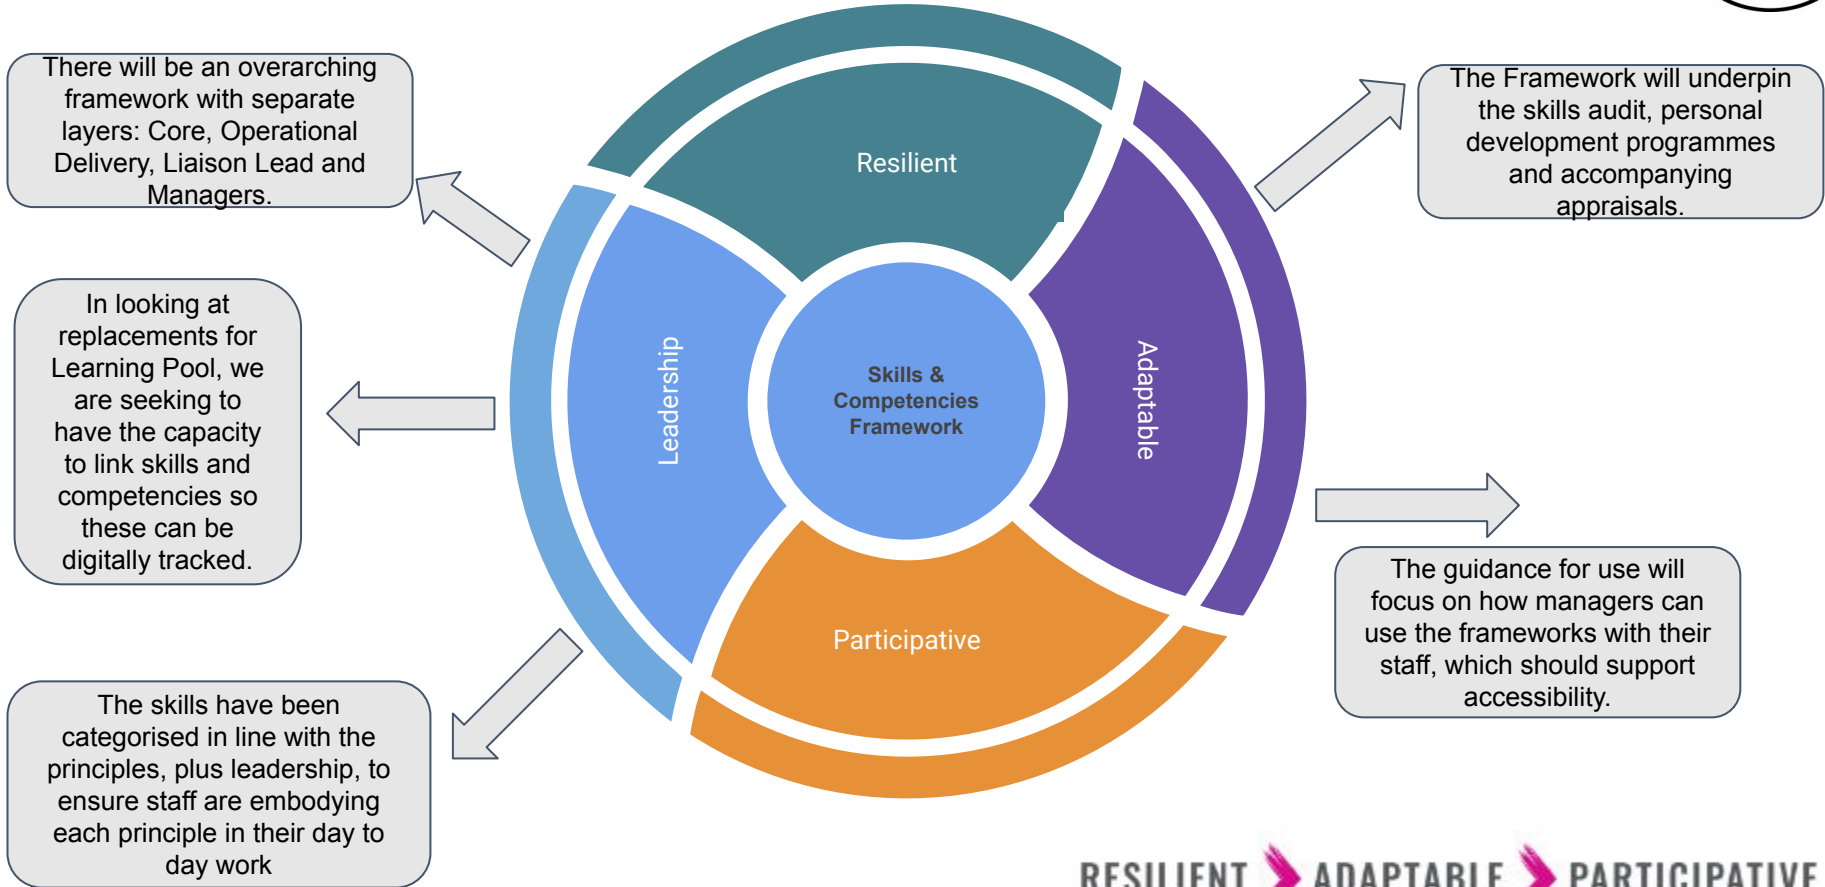 There will be an overarching
framework with separate
layers: Core, Operational
Delivery, Liaison Lead and
Managers.
In looking at
replacements for
Learning Pool, we
are seeking to
have the capacity
to link skills and
competencies so
these can be
digitally tracked.
The skills have been
categorised in line with the
principles, plus leadership, to
ensure staff are embodying
each principle in their day to
day work
Resilient
Leadership
Skills &
Competencies
Framework
Adaptable
Participative
The Framework will underpin
the skills audit, personal
development programmes
and accompanying
appraisals.
The guidance for use will
focus on how managers can
use the frameworks with their
staff, which should support
accessibility.
RESILIENT ADAPTABLE PARTICIPATIVE